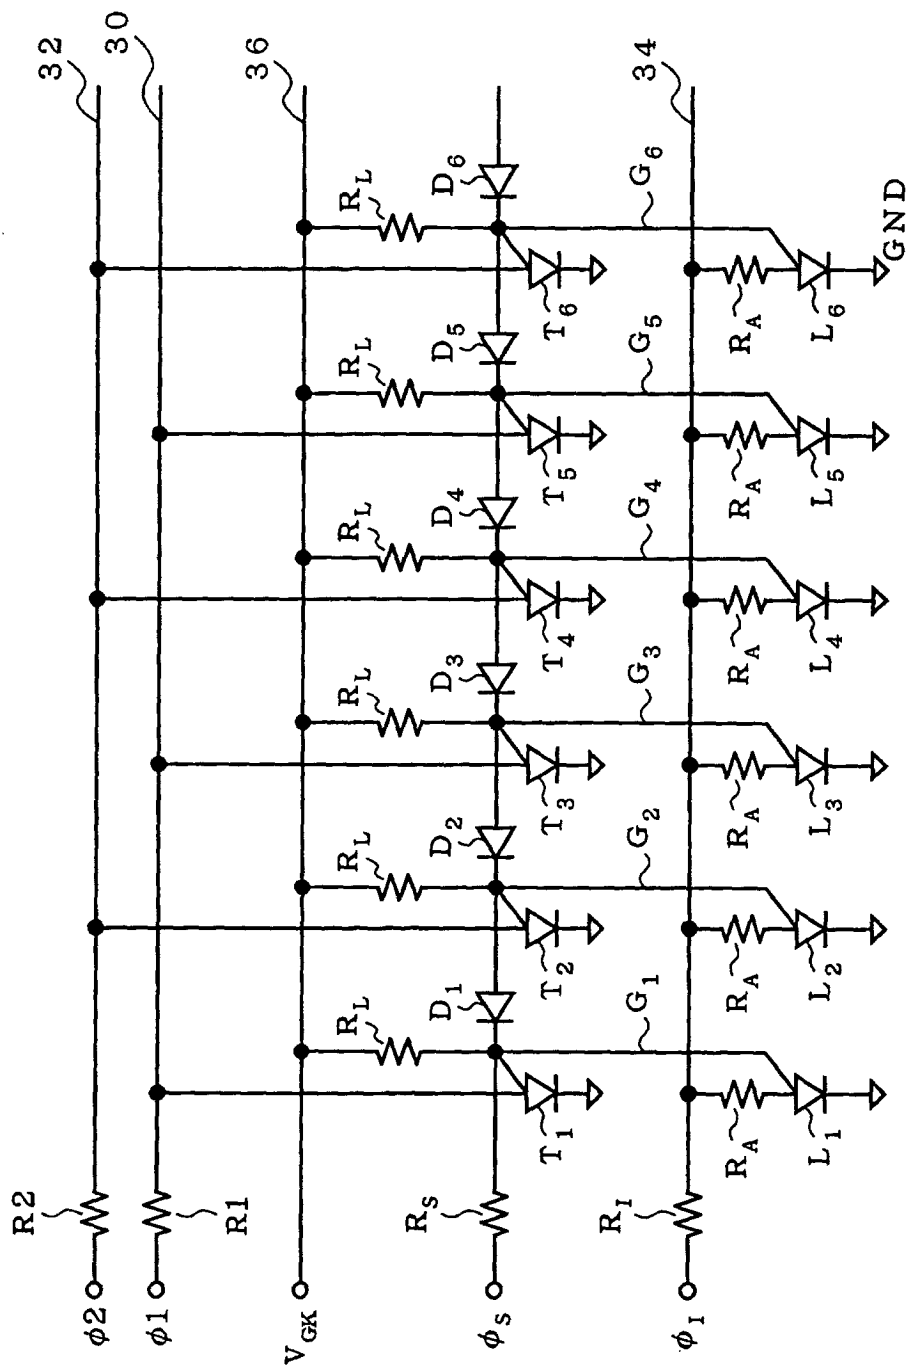 32
30
36
34
R2
R1
RS
RI
ϕ2
ϕ1
VGK
ϕS
ϕI
RL
RL
RL
RL
RL
RL
D1
D2
D3
D4
D5
D6
T1
T2
T3
T4
T5
T6
G1
G2
G3
G4
G5
G6
RA
RA
RA
RA
RA
RA
L1
L2
L3
L4
L5
L6
GND